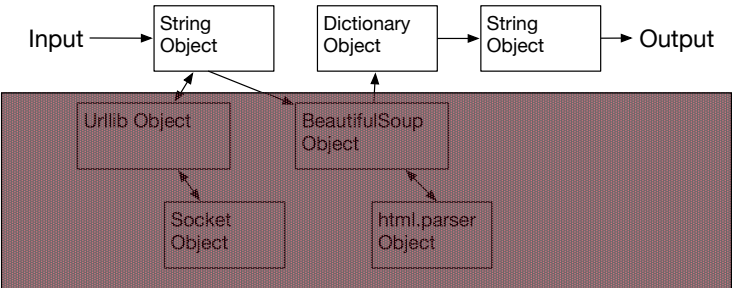 Input
String
Object
Dictionary
Object
String
Object
Output
Urllib Object
BeautifulSoup
Object
Socket
Object
html.parser
Object